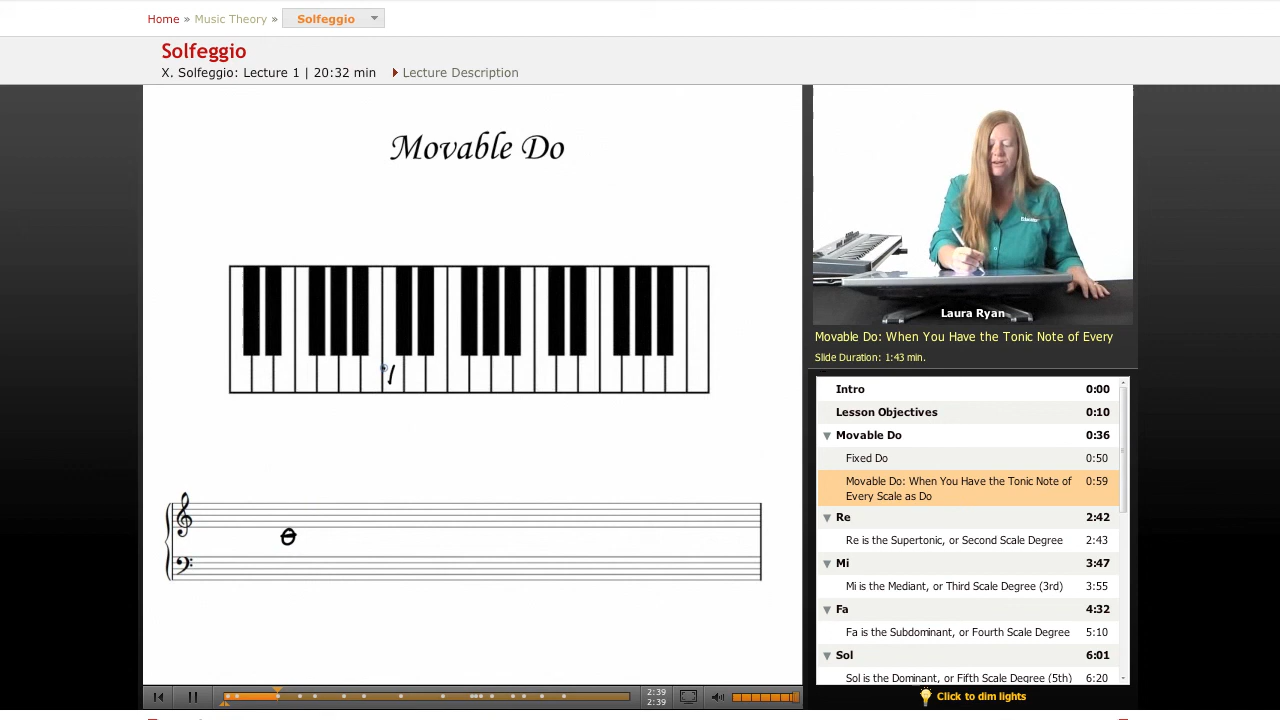 Home » Music Theory » Solfeggio
Solfeggio
X. Solfeggio: Lecture 1 | 20:32 min Lecture Description
Movable Do
Laura Ryan
Movable Do: When You Have the Tonic Note of Every
Slide Duration: 1:43 min.
Intro 0:00
Lesson Objectives 0:10
Movable Do 0:36
Fixed Do 0:50
Movable Do: When You Have the Tonic Note of 0:59
Every Scale as Do
Re 2:42
Re is the Supertonic, or Second Scale Degree 2:43
Mi 3:47
Mi is the Mediant, or Third Scale Degree (3rd) 3:55
Fa 4:32
Fa is the Subdominant, or Fourth Scale Degree 5:10
Sol 6:01
Sol is the Dominant, or Fifth Scale Degree (5th) 6:20
2:39
2:39
Click to dim lights